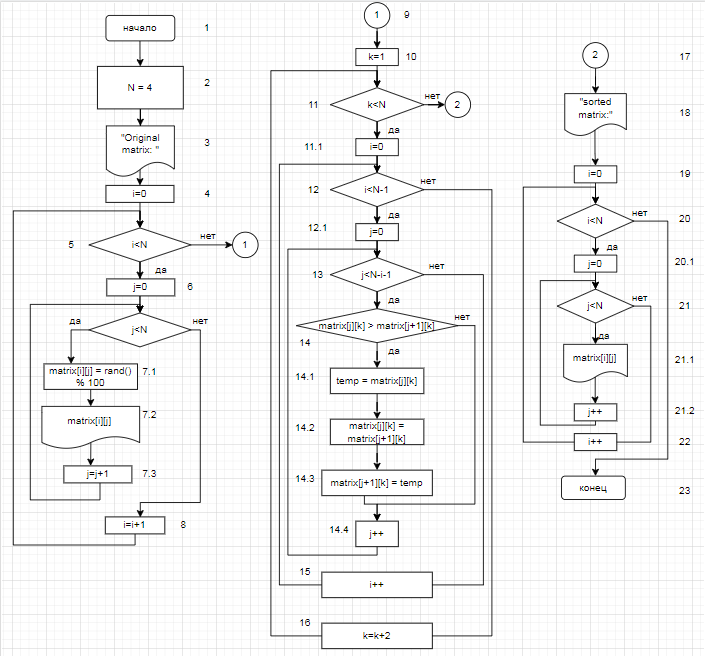 начало
1
N = 4
2
"Original
matrix: "
3
i=0
4
i<N
5
нет
1
да
j=0
6
j<N
да
нет
matrix[i][j] = rand()
% 100
7.1
matrix[i][j]
7.2
j=j+1
7.3
i=i+1
8
1
9
k=1
10
k<N
11
нет
2
да
i=0
11.1
i<N-1
12
нет
да
j=0
12.1
j<N-i-1
13
нет
да
matrix[j][k] > matrix[j+1][k]
14
нет
да
temp = matrix[j][k]
14.1
matrix[j][k] =
matrix[j+1][k]
14.2
matrix[j+1][k] = temp
14.3
j++
14.4
i++
15
k=k+2
16
2
17
"sorted
matrix:"
18
i=0
19
i<N
20
нет
да
j=0
20.1
j<N
21
нет
да
matrix[i][j]
21.1
j++
21.2
i++
22
конец
23